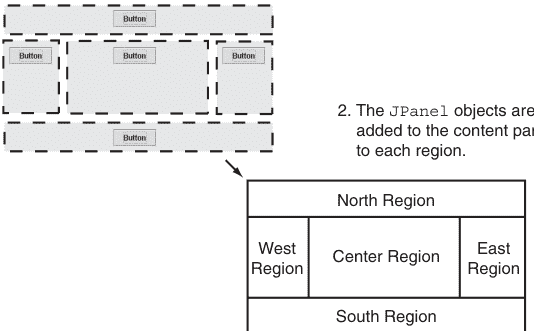 Button
Button
Button
Button
Button
2. The JPanel objects are
added to the content pa
to each region.
North Region
West
Region
Center Region
East
Region
South Region